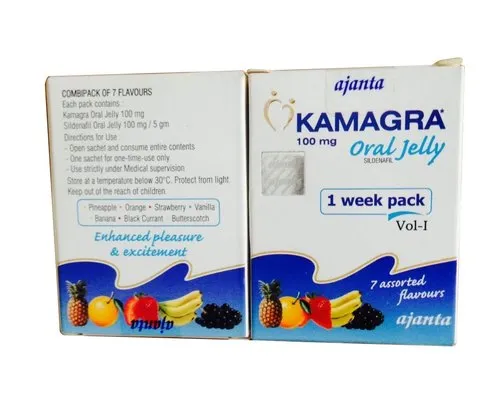 COMBIPACK OF 7 FLAVOURS
Each pack contains :
Kamagra Oral Jelly 100 mg
Sildenafil Oral Jelly 100 mg / 5 gm
Directions to Use :
- Open sachet and consume entire contents
- One sachet for one-time-use only
- Use strictly under Medical supervision
Store at a temperature below 30°C. Protect from light.
Keep out of the reach of children.
• Pineapple • Orange • Strawberry • Vanilla
• Banana • Black Currant • Butterscotch
Enhanced pleasure
& excitement
ajanta
ajanta
KAMAGRA®
100 mg Oral Jelly
SILDENAFIL
1 week pack
Vol-I
7 assorted
flavours
ajanta